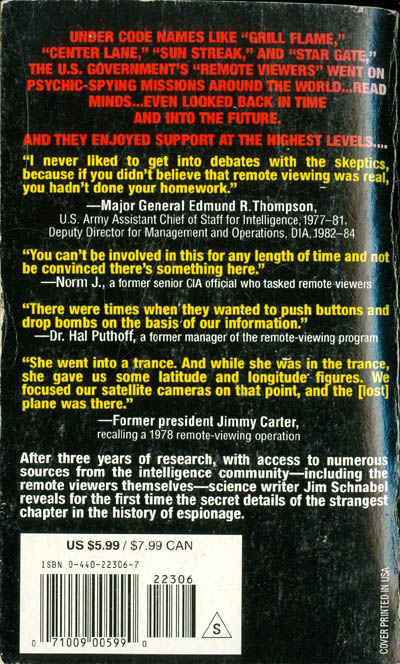 UNDER CODE NAMES LIKE “GRILL FLAME,”
“CENTER LANE,” “SUN STREAK,” AND “STAR GATE,”
THE U.S. GOVERNMENT’S “REMOTE VIEWERS” WENT ON
PSYCHIC-SPYING MISSIONS AROUND THE WORLD...READ
MINDS...EVEN LOOKED BACK IN TIME
AND INTO THE FUTURE.
AND THEY ENJOYED SUPPORT AT THE HIGHEST LEVELS....
“I never liked to get into debates with the skeptics,
because if you didn’t believe that remote viewing was real,
you hadn’t done your homework.”
—Major General Edmund R. Thompson,
U.S. Army Assistant Chief of Staff for Intelligence, 1977–81,
Deputy Director for Management and Operations, DIA, 1982–84
“You can’t be involved in this for any length of time and not
be convinced there’s something here.”
—Norm J., a former senior CIA official who tasked remote viewers
“There were times when they wanted to push buttons and
drop bombs on the basis of our information.”
—Dr. Hal Puthoff, a former manager of the remote-viewing program
“She went into a trance. And while she was in the trance,
she gave us some latitude and longitude figures. We
focused our satellite cameras on that point, and the [lost]
plane was there.”
—Former president Jimmy Carter,
recalling a 1978 remote-viewing operation
After three years of research, with access to numerous
sources from the intelligence community—including the
remote viewers themselves—science writer Jim Schnabel
reveals for the first time the secret details of the strangest
chapter in the history of espionage.
US $5.99 / $7.99 CAN
ISBN 0-440-22306-7
22306
0 71009 00599 0
S
COVER PRINTED IN USA